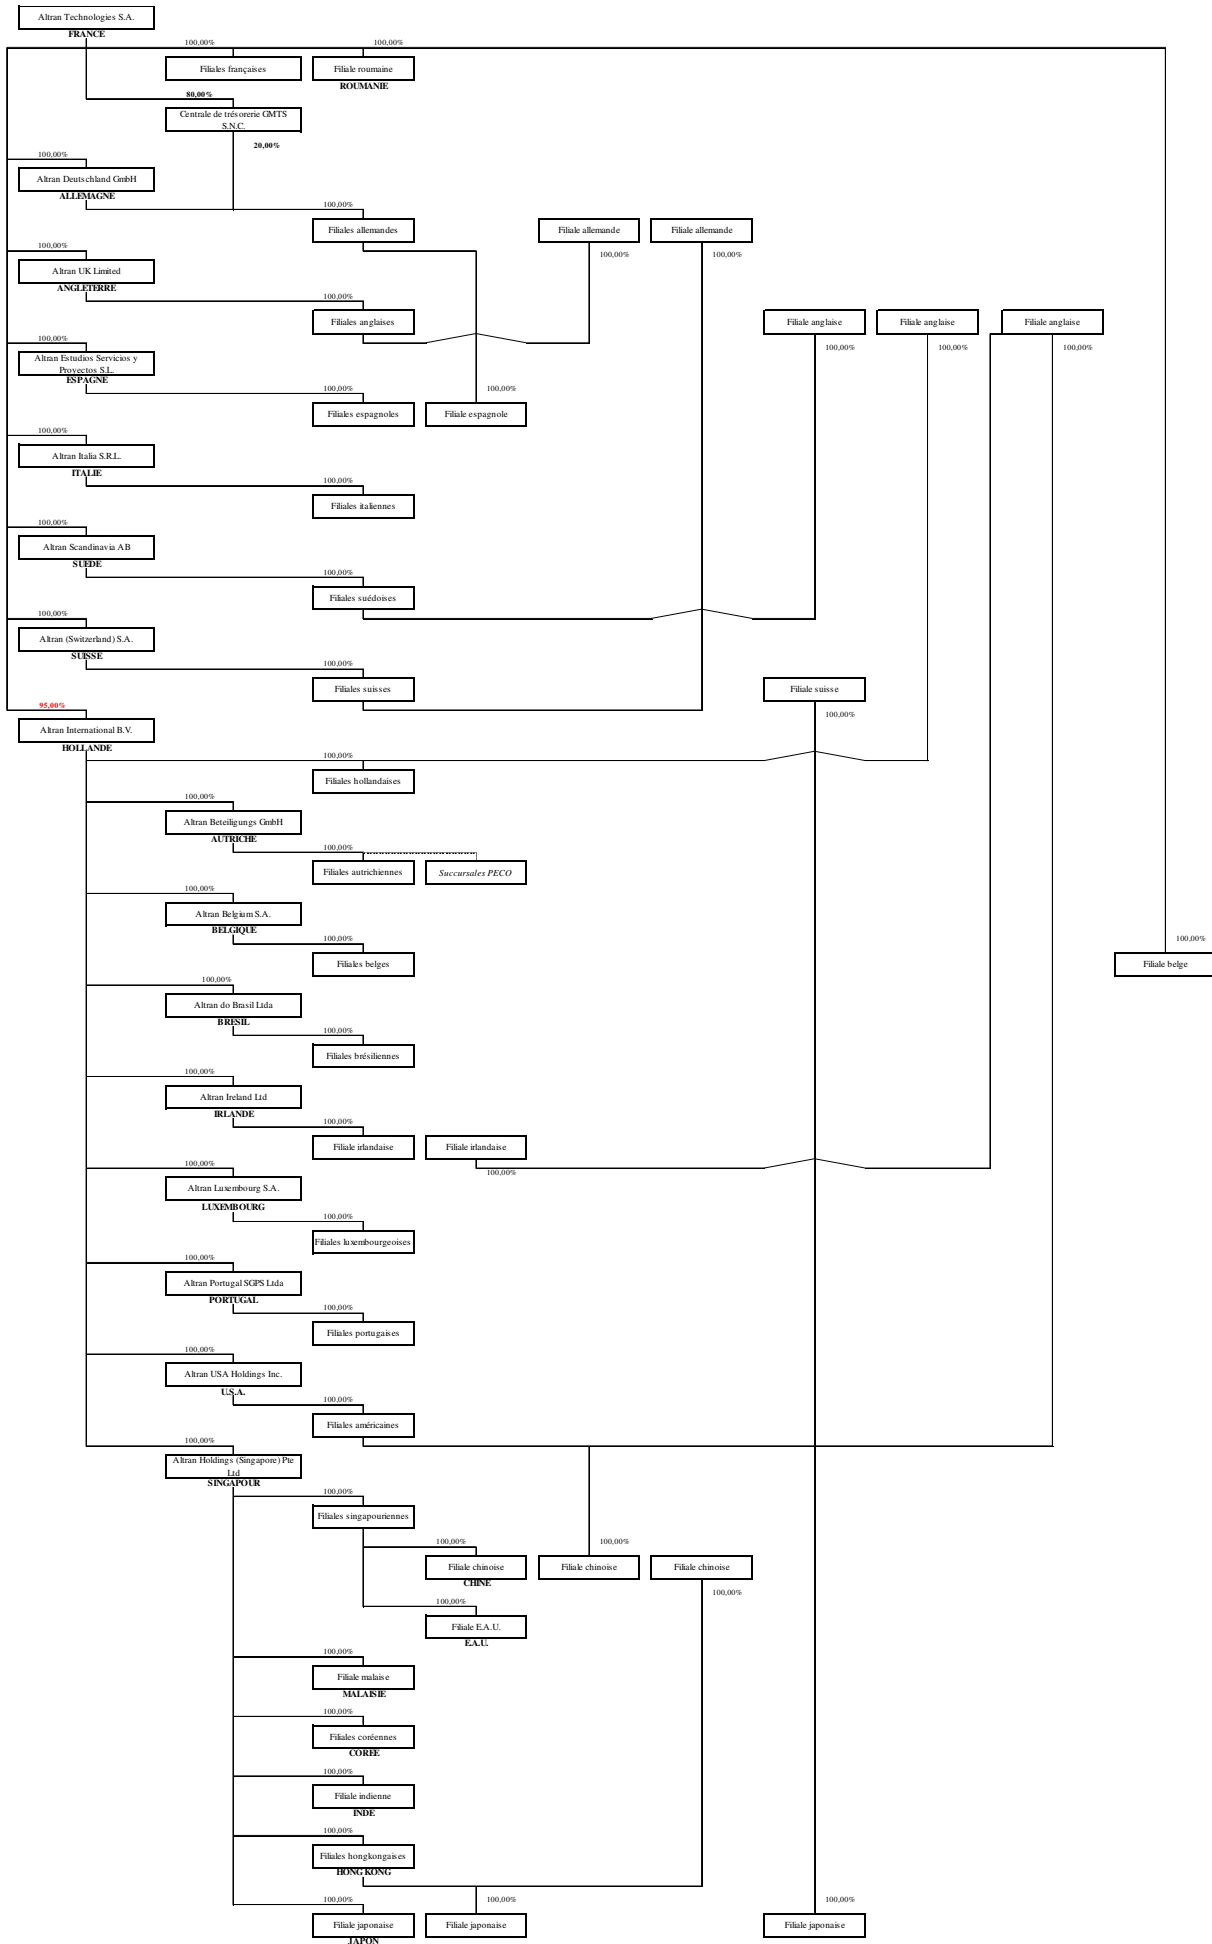 Altran Technologies S.A.
FRANCE
100,00%
100,00%
Filiales françaises
Filiale roumaine
ROUMANIE
80,00%
Centrale de trésorerie GMTS
S.N.C.
20,00%
100,00%
Altran Deutschland GmbH
ALLEMAGNE
100,00%
Filiales allemandes
Filiale allemande
Filiale allemande
100,00%
100,00%
100,00%
Altran UK Limited
ANGLETERRE
100,00%
Filiales anglaises
Filiale anglaise
Filiale anglaise
Filiale anglaise
100,00%
100,00%
100,00%
100,00%
Altran Estudios Servicios y
Proyectos S.L.
ESPAGNE
100,00%
100,00%
Filiales espagnoles
Filiale espagnole
100,00%
Altran Italia S.R.L.
ITALIE
100,00%
Filiales italiennes
100,00%
Altran Scandinavia AB
SUEDE
100,00%
Filiales suédoises
100,00%
Altran (Switzerland) S.A.
SUISSE
100,00%
Filiales suisses
Filiale suisse
100,00%
95,00%
Altran International B.V.
HOLLANDE
100,00%
Filiales hollandaises
100,00%
Altran Beteiligungs GmbH
AUTRICHE
100,00%
Filiales autrichiennes
Succursales PECO
100,00%
Altran Belgium S.A.
BELGIQUE
100,00%
Filiales belges
100,00%
Filiale belge
100,00%
Altran do Brasil Ltda
BRESIL
100,00%
Filiales brésiliennes
100,00%
Altran Ireland Ltd
IRLANDE
100,00%
Filiale irlandaise
Filiale irlandaise
100,00%
100,00%
Altran Luxembourg S.A.
LUXEMBOURG
100,00%
Filiales luxembourgeoises
100,00%
Altran Portugal SGPS Ltda
PORTUGAL
100,00%
Filiales portugaises
100,00%
Altran USA Holdings Inc.
U.S.A.
100,00%
Filiales américaines
100,00%
Altran Holdings (Singapore) Pte
Ltd
SINGAPOUR
100,00%
Filiales singapouriennes
100,00%
100,00%
Filiale chinoise
CHINE
Filiale chinoise
Filiale chinoise
100,00%
100,00%
Filiale E.A.U.
E.A.U.
100,00%
Filiale malaise
MALAISIE
100,00%
Filiales coréennes
COREE
100,00%
Filiale indienne
INDE
100,00%
Filiales hongkongaises
HONG KONG
100,00%
100,00%
100,00%
Filiale japonaise
Filiale japonaise
Filiale japonaise
JAPON